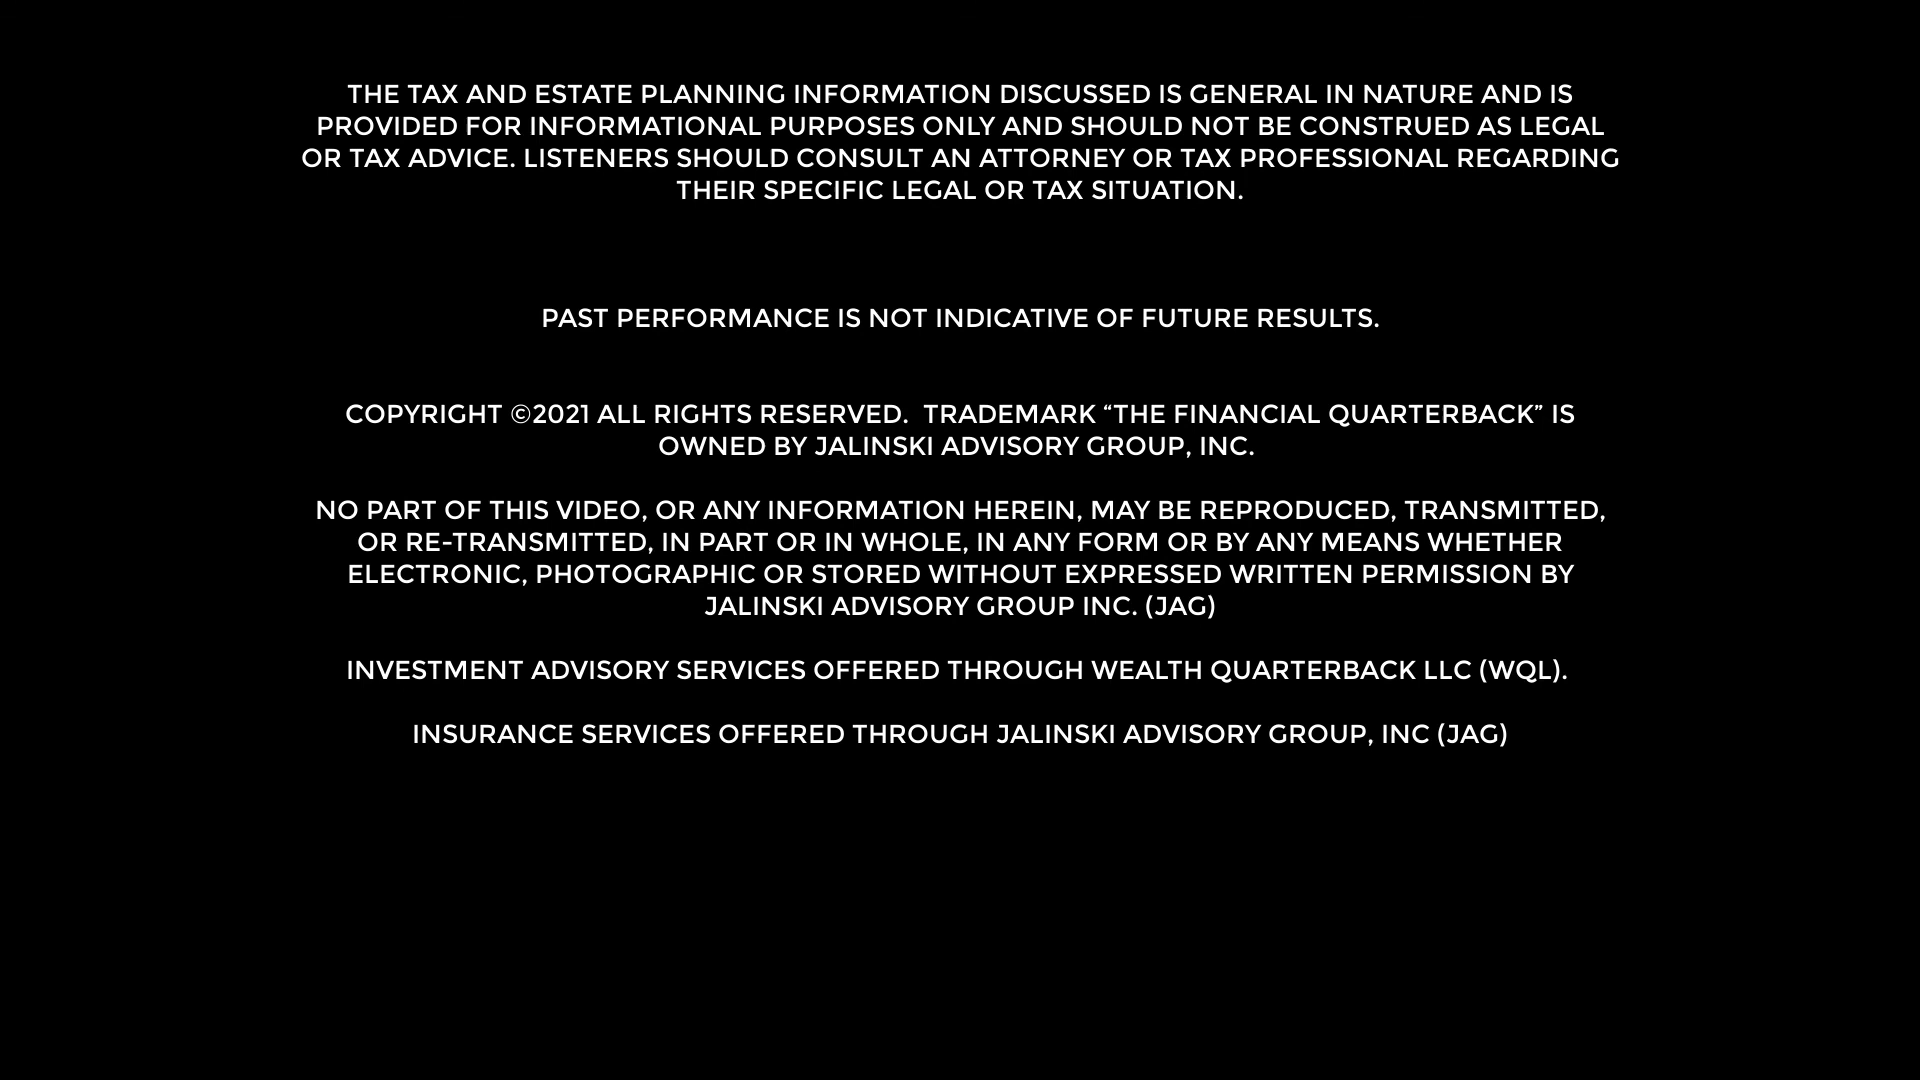 THE TAX AND ESTATE PLANNING INFORMATION DISCUSSED IS GENERAL IN NATURE AND IS
PROVIDED FOR INFORMATIONAL PURPOSES ONLY AND SHOULD NOT BE CONSTRUED AS LEGAL
OR TAX ADVICE. LISTENERS SHOULD CONSULT AN ATTORNEY OR TAX PROFESSIONAL REGARDING
THEIR SPECIFIC LEGAL OR TAX SITUATION.
PAST PERFORMANCE IS NOT INDICATIVE OF FUTURE RESULTS.
COPYRIGHT ©2021 ALL RIGHTS RESERVED.  TRADEMARK “THE FINANCIAL QUARTERBACK” IS
OWNED BY JALINSKI ADVISORY GROUP, INC.
NO PART OF THIS VIDEO, OR ANY INFORMATION HEREIN, MAY BE REPRODUCED, TRANSMITTED,
OR RE-TRANSMITTED, IN PART OR IN WHOLE, IN ANY FORM OR BY ANY MEANS WHETHER
ELECTRONIC, PHOTOGRAPHIC OR STORED WITHOUT EXPRESSED WRITTEN PERMISSION BY
JALINSKI ADVISORY GROUP INC. (JAG)
INVESTMENT ADVISORY SERVICES OFFERED THROUGH WEALTH QUARTERBACK LLC (WQL).
INSURANCE SERVICES OFFERED THROUGH JALINSKI ADVISORY GROUP, INC (JAG)